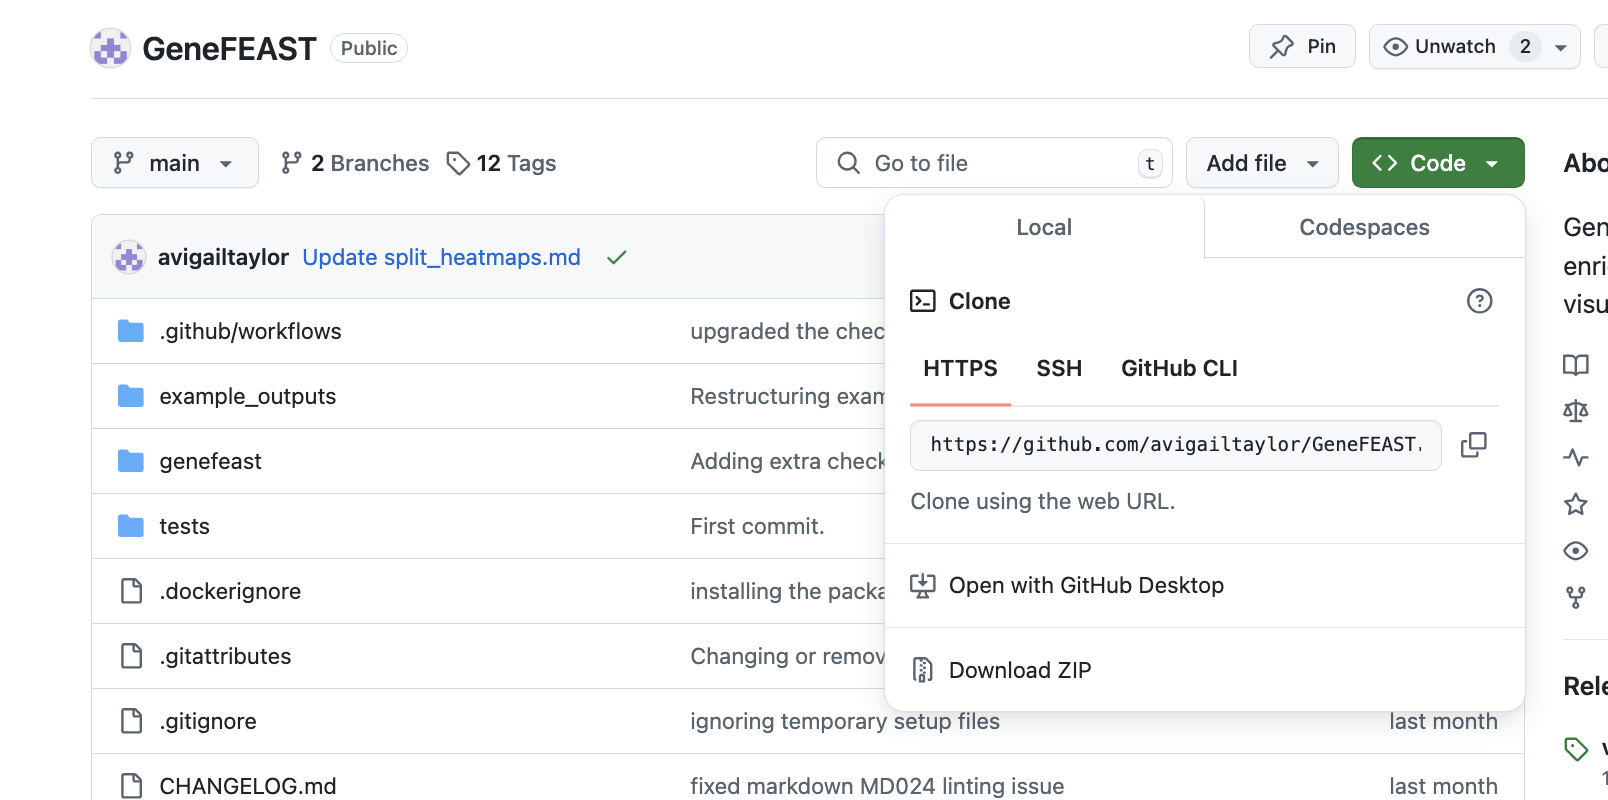 GeneFEAST Public
Pin
Unwatch 2
main
2 Branches
12 Tags
Go to file t
Add file
Code
Local
Codespaces
Clone
HTTPS SSH GitHub CLI
https://github.com/avigailtaylor/GeneFEAST.
Clone using the web URL.
Open with GitHub Desktop
Download ZIP
avigailtaylor Update split_heatmaps.md
.github/workflows upgraded the chec
example_outputs Restructuring exam
genefeast Adding extra check
tests First commit.
.dockerignore installing the packa
.gitattributes Changing or remov
.gitignore ignoring temporary setup files last month
CHANGELOG.md fixed markdown MD024 linting issue last month
Abo
Gen
enri
visu
Rele